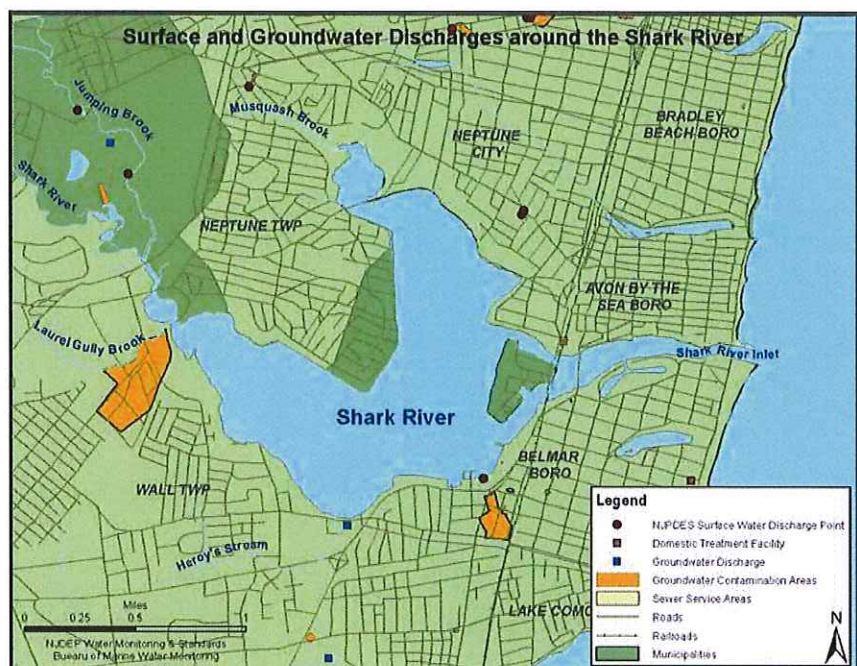 Surface and Groundwater Discharges around the Shark River
Jumping Brook
Musquash Brook
BRADLEY
BEACH BORO
NEPTUNE
CITY
Shark River
NEPTUNE TWP
AVON BY THE
SEA BORO
Laurel Gully Brook
Shark River Inlet
Shark River
BELMAR
BORO
WALL TWP
Heroy's Stream
LAKE COMO
Miles
0 0.25 0.5 1
NJDEP Water Monitoring & Standards
Bureau of Marine Water Monitoring
Legend
NJPDES Surface Water Discharge Point
Domestic Treatment Facility
Groundwater Discharge
Groundwater Contamination Areas
Sewer Service Areas
Roads
Railroads
Municipalities
N